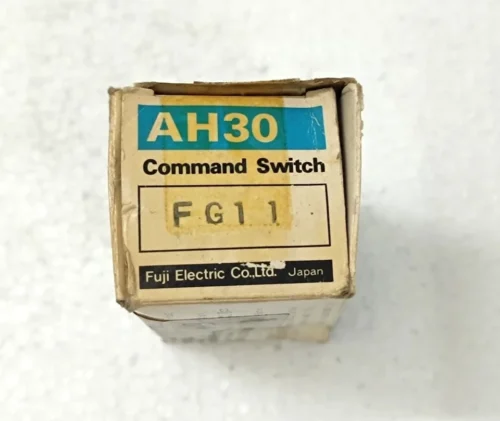 AH30
Command Switch
FG11
Fuji Electric Co.,Ltd. Japan